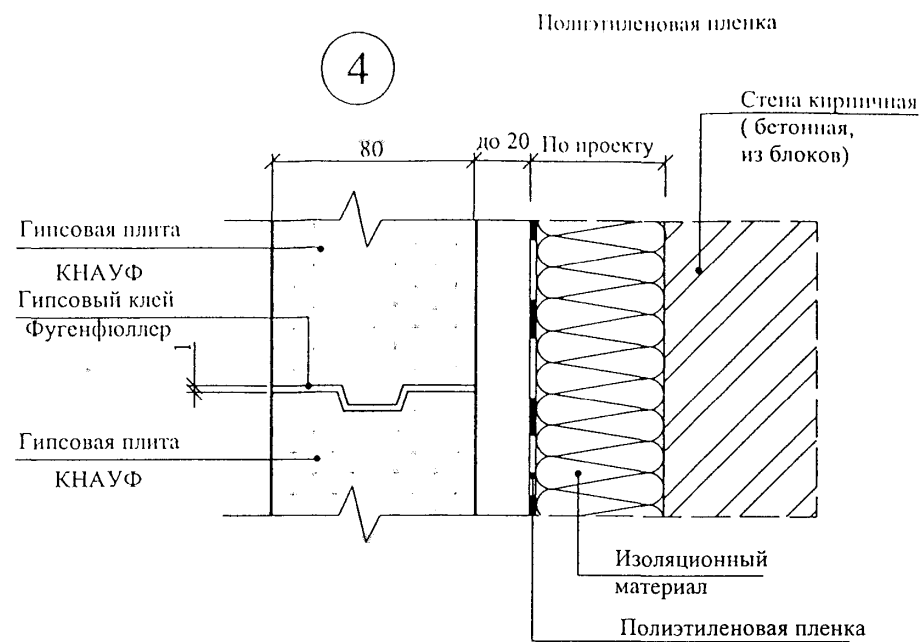 Полиэтиленовая пленка
4
Стена кирпичная
( бетонная,
из блоков)
80
до 20
По проекту
Гипсовая плита
КНАУФ
Гипсовый клей
Фугенфюллер
1
Гипсовая плита
КНАУФ
Изоляционный
материал
Полиэтиленовая пленка